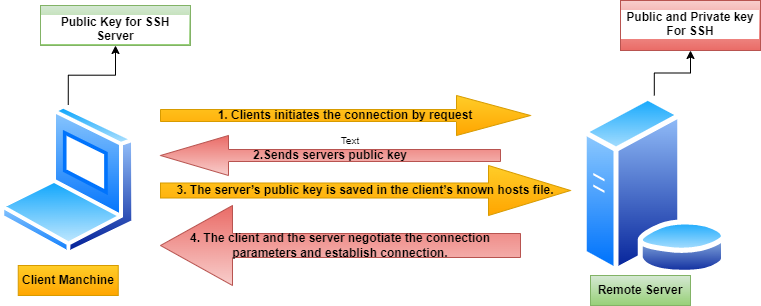 Public Key for SSH
Server
Public and Private key
For SSH
1. Clients initiates the connection by request
Text
2.Sends servers public key
3. The server's public key is saved in the client's known hosts file.
4. The client and the server negotiate the connection
parameters and establish connection.
Client Manchine
Remote Server